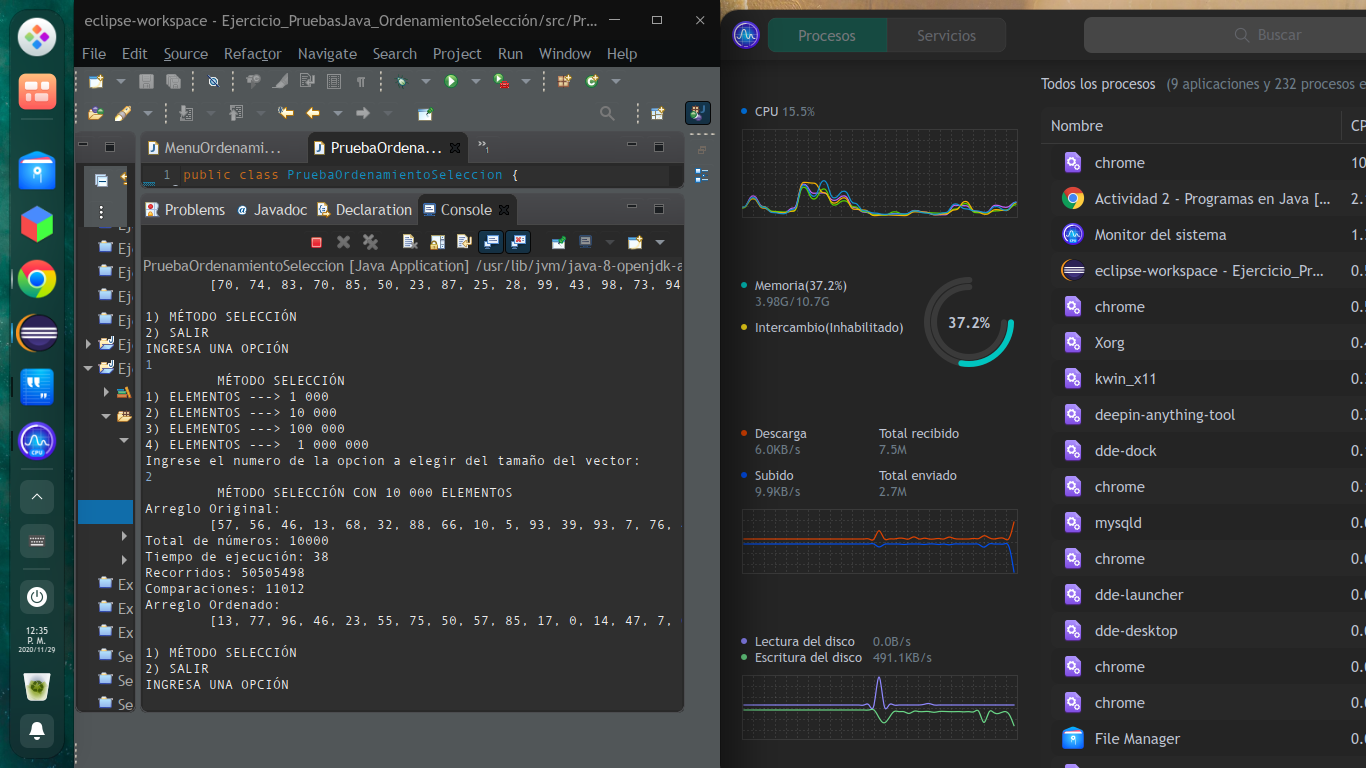 eclipse-workspace - Ejercicio_PruebasJava_OrdenamientoSelección/src/Pr...
File Edit Source Refactor Navigate Search Project Run Window Help
MenuOrdenami...
PruebaOrdena...
1
1 public class PruebaOrdenamientoSeleccion {
Problems Javadoc Declaration Console
PruebaOrdenamientoSeleccion [Java Application] /usr/lib/jvm/java-8-openjdk-a
[70, 74, 83, 70, 85, 50, 23, 87, 25, 28, 99, 43, 98, 73, 94
1) MÉTODO SELECCIÓN
2) SALIR
INGRESA UNA OPCIÓN
1
MÉTODO SELECCIÓN
1) ELEMENTOS ---> 1 000
2) ELEMENTOS ---> 10 000
3) ELEMENTOS ---> 100 000
4) ELEMENTOS ---> 1 000 000
Ingrese el numero de la opcion a elegir del tamaño del vector:
2
MÉTODO SELECCIÓN CON 10 000 ELEMENTOS
Arreglo Original:
[57, 56, 46, 13, 68, 32, 88, 66, 10, 5, 93, 39, 93, 7, 76,
Total de números: 10000
Tiempo de ejecución: 38
Recorridos: 50505498
Comparaciones: 11012
Arreglo Ordenado:
[13, 77, 96, 46, 23, 55, 75, 50, 57, 85, 17, 0, 14, 47, 7,
1) MÉTODO SELECCIÓN
2) SALIR
INGRESA UNA OPCIÓN
Ej
Ej
Ej
Ej
Ej
Eje
Ex
Ex
Ex
Se
Se
Se
12:35
P. M.
2020/11/29
CPU
Procesos Servicios
Buscar
CPU 15.5%
Memoria(37.2%)
3.98G/10.7G
Intercambio(Inhabilitado)
37.2%
Descarga Total recibido
6.0KB/s 7.5M
Subido Total enviado
9.9KB/s 2.7M
Lectura del disco 0.0B/s
Escritura del disco 491.1KB/s
Todos los procesos (9 aplicaciones y 232 procesos e
Nombre CP
chrome 10
Actividad 2 - Programas en Java [... 2.
Monitor del sistema 1.
eclipse-workspace - Ejercicio_Pr... 0.
chrome 0.
Xorg 0.
kwin_x11 0.
deepin-anything-tool 0.
dde-dock 0.
chrome 0.
mysqld 0.
chrome 0.
dde-launcher 0.
dde-desktop 0.
chrome 0.
chrome 0.
File Manager 0.